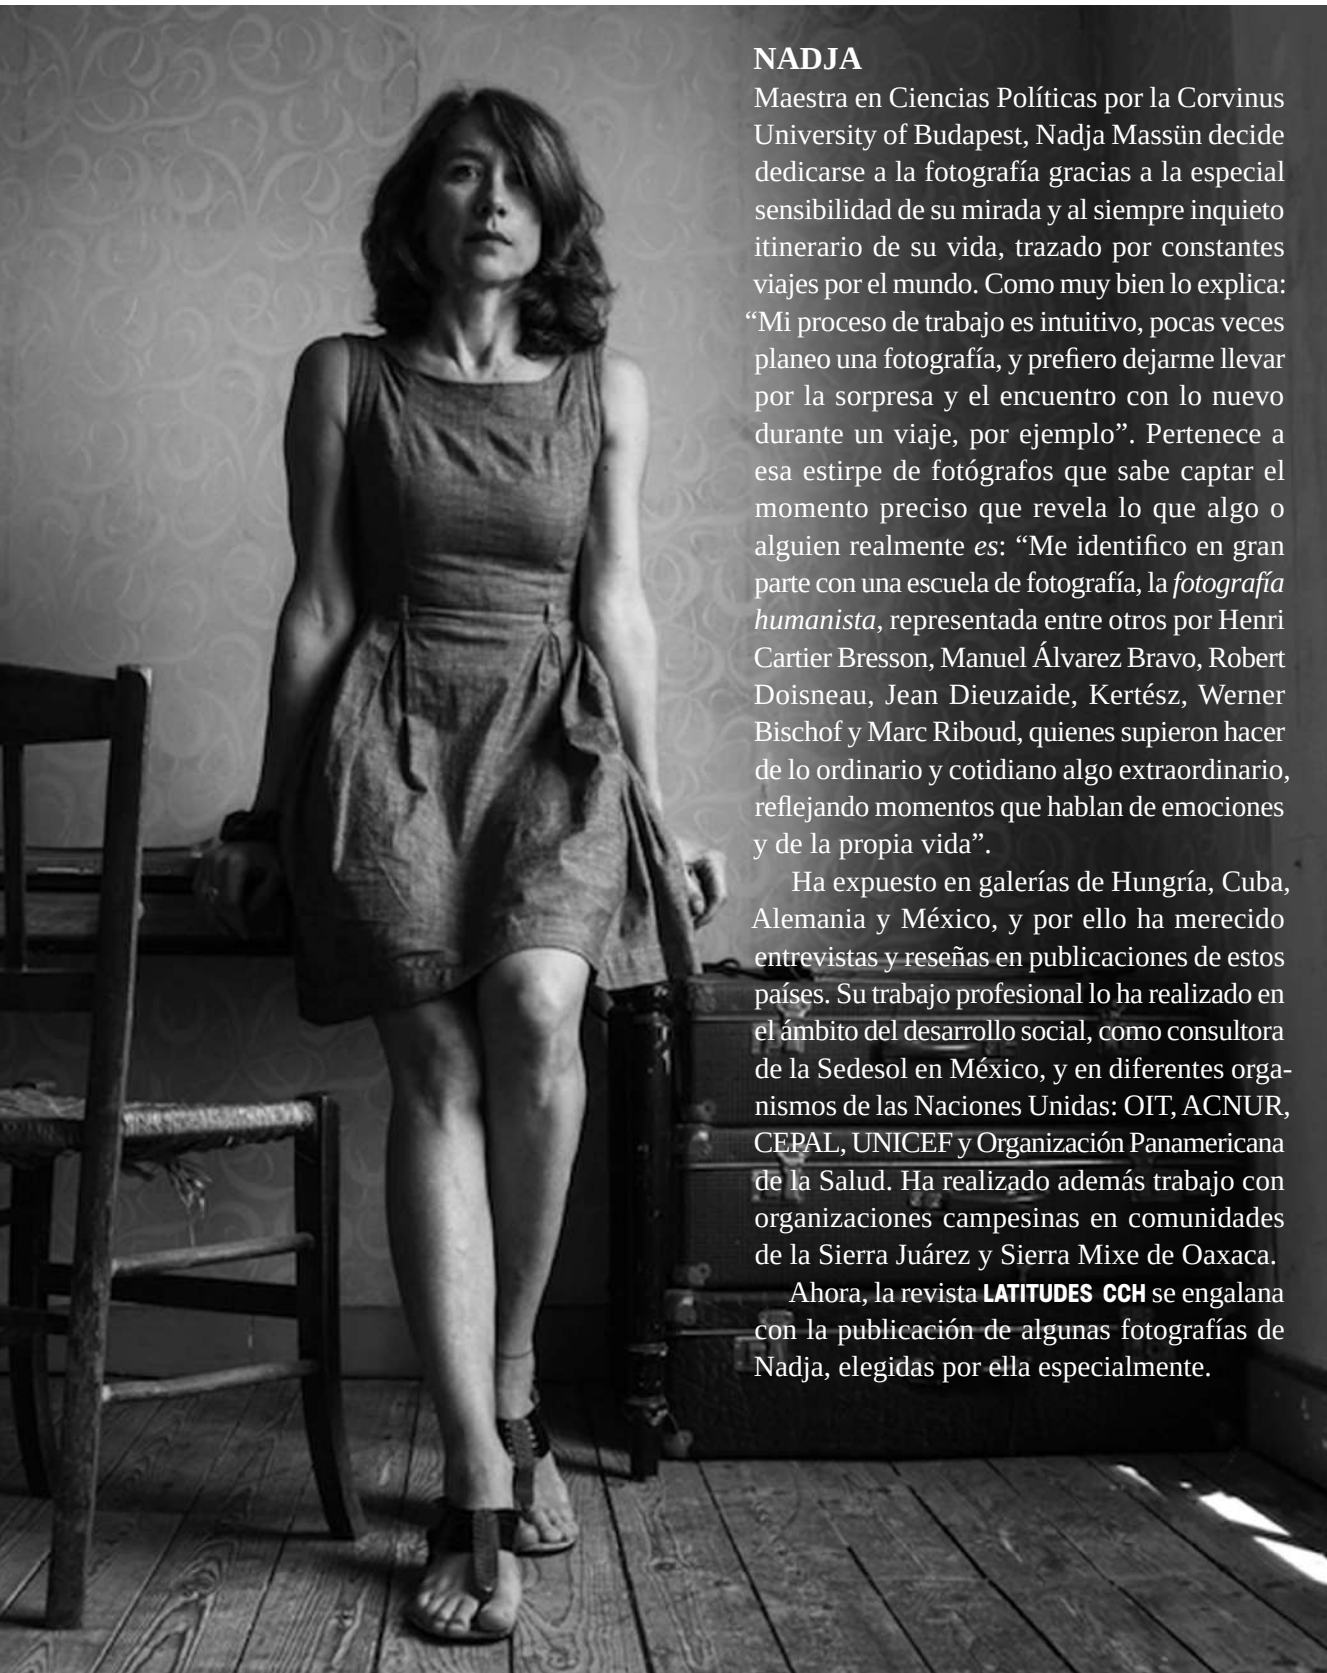 NADJA
Maestra en Ciencias Políticas por la Corvinus
University of Budapest, Nadja Massün decide
dedicarse a la fotografía gracias a la especial
sensibilidad de su mirada y al siempre inquieto
itinerario de su vida, trazado por constantes
viajes por el mundo. Como muy bien lo explica:
“Mi proceso de trabajo es intuitivo, pocas veces
planeo una fotografía, y prefiero dejarme llevar
por la sorpresa y el encuentro con lo nuevo
durante un viaje, por ejemplo”. Pertenece a
esa estirpe de fotógrafos que sabe captar el
momento preciso que revela lo que algo o
alguien realmente es: “Me identifico en gran
parte con una escuela de fotografía, la fotografía
humanista, representada entre otros por Henri
Cartier Bresson, Manuel Álvarez Bravo, Robert
Doisneau, Jean Dieuzaide, Kertész, Werner
Bischof y Marc Riboud, quienes supieron hacer
de lo ordinario y cotidiano algo extraordinario,
reflejando momentos que hablan de emociones
y de la propia vida”.
Ha expuesto en galerías de Hungría, Cuba,
Alemania y México, y por ello ha merecido
entrevistas y reseñas en publicaciones de estos
países. Su trabajo profesional lo ha realizado en
el ámbito del desarrollo social, como consultora
de la Sedesol en México, y en diferentes orga-
nismos de las Naciones Unidas: OIT, ACNUR,
CEPAL, UNICEF y Organización Panamericana
de la Salud. Ha realizado además trabajo con
organizaciones campesinas en comunidades
de la Sierra Juárez y Sierra Mixe de Oaxaca.
Ahora, la revista LATITUDES CCH se engalana
con la publicación de algunas fotografías de
Nadja, elegidas por ella especialmente.